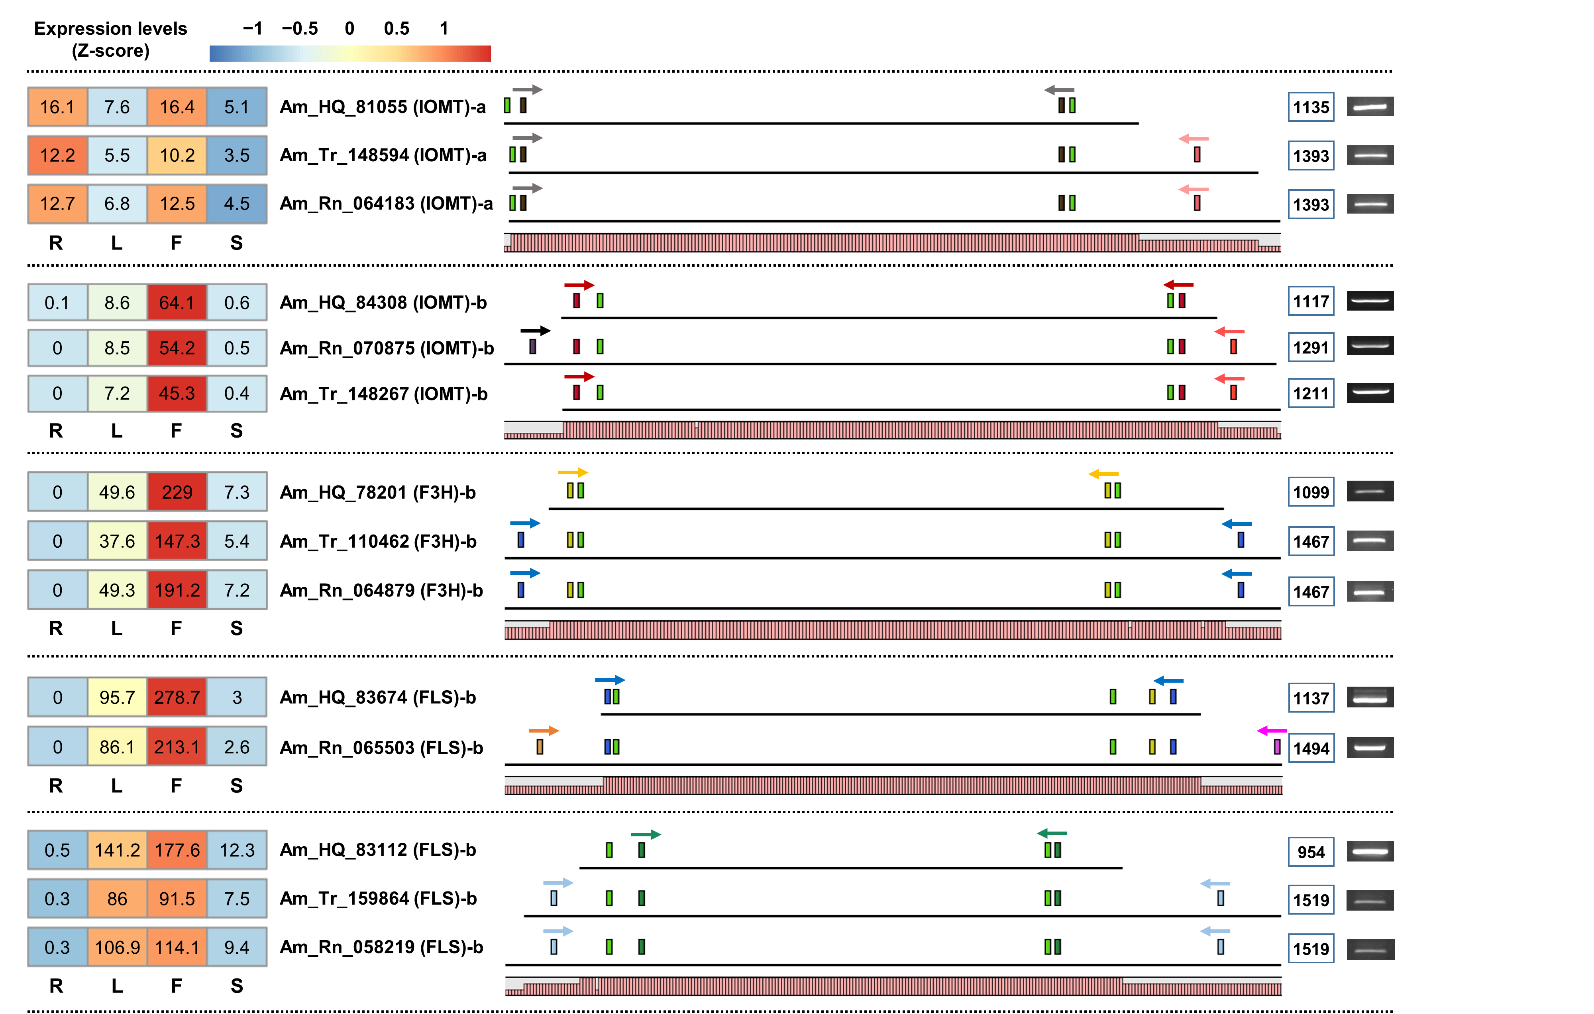 Expression levels
(Z-score)
−1 −0.5 0 0.5 1
16.1 7.6 16.4 5.1 Am_HQ_81055 (IOMT)-a 1135
12.2 5.5 10.2 3.5 Am_Tr_148594 (IOMT)-a 1393
12.7 6.8 12.5 4.5 Am_Rn_064183 (IOMT)-a 1393
R L F S
0.1 8.6 64.1 0.6 Am_HQ_84308 (IOMT)-b 1117
0 8.5 54.2 0.5 Am_Rn_070875 (IOMT)-b 1291
0 7.2 45.3 0.4 Am_Tr_148267 (IOMT)-b 1211
R L F S
0 49.6 229 7.3 Am_HQ_78201 (F3H)-b 1099
0 37.6 147.3 5.4 Am_Tr_110462 (F3H)-b 1467
0 49.3 191.2 7.2 Am_Rn_064879 (F3H)-b 1467
R L F S
0 95.7 278.7 3 Am_HQ_83674 (FLS)-b 1137
0 86.1 213.1 2.6 Am_Rn_065503 (FLS)-b 1494
R L F S
0.5 141.2 177.6 12.3 Am_HQ_83112 (FLS)-b 954
0.3 86 91.5 7.5 Am_Tr_159864 (FLS)-b 1519
0.3 106.9 114.1 9.4 Am_Rn_058219 (FLS)-b 1519
R L F S